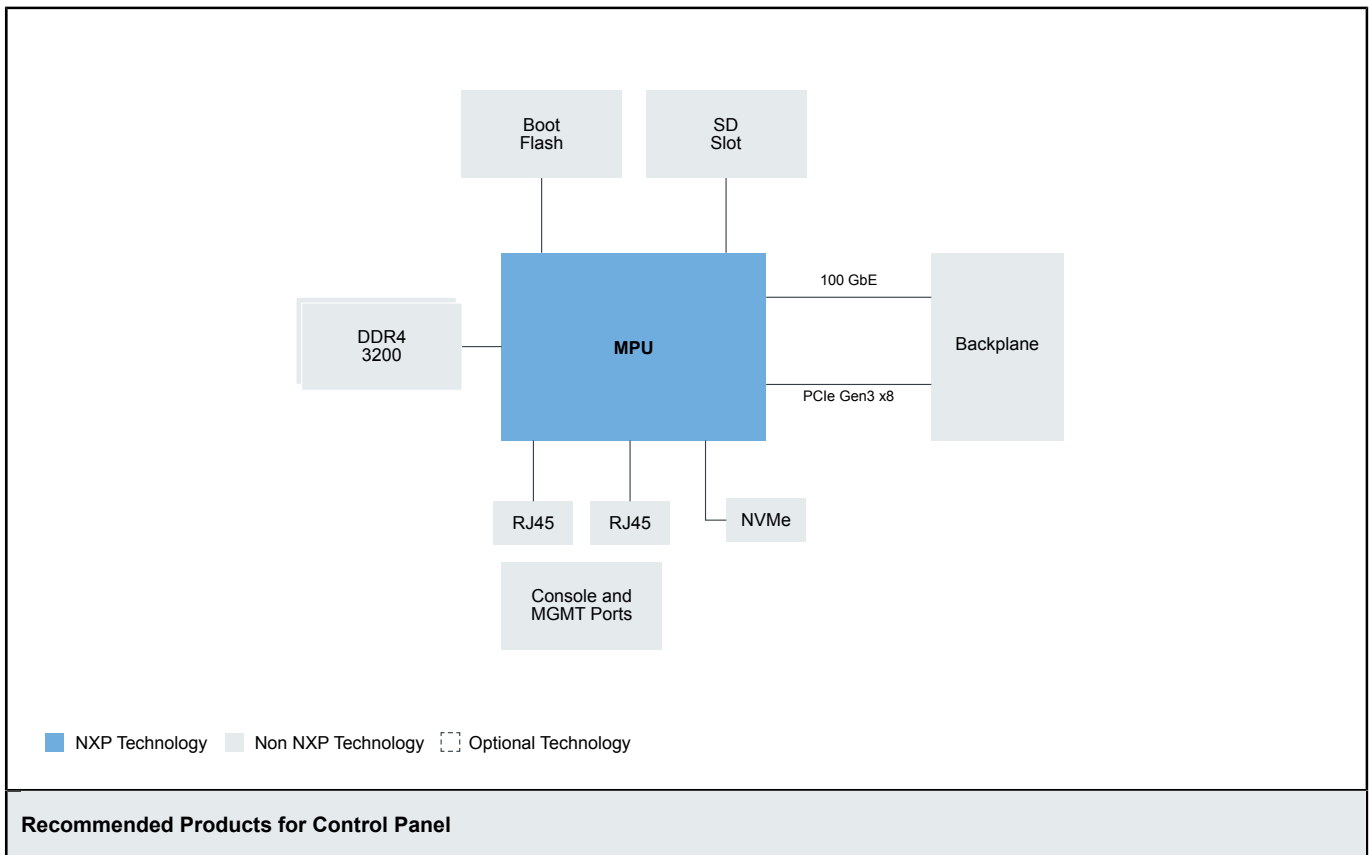 Boot
Flash
SD
Slot
100 GbE
DDR4
3200
MPU
Backplane
PCIe Gen3 x8
RJ45
RJ45
NVMe
Console and
MGMT Ports
NXP Technology
Non NXP Technology
Optional Technology
Recommended Products for Control Panel